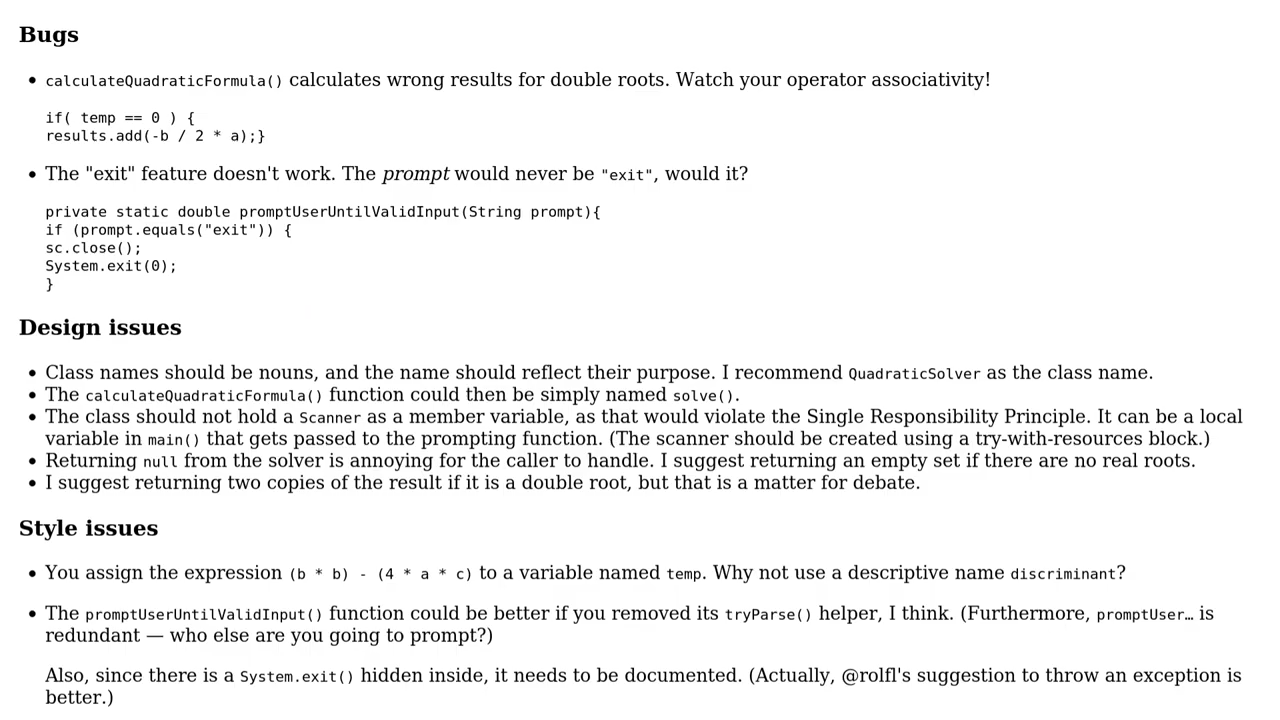 Bugs
• calculateQuadraticFormula() calculates wrong results for double roots. Watch your operator associativity!
if( temp == 0 ) {
results.add(-b / 2 * a);}
• The "exit" feature doesn't work. The prompt would never be "exit", would it?
private static double promptUserUntilValidInput(String prompt){
if (prompt.equals("exit")) {
sc.close();
System.exit(0);
}
Design issues
• Class names should be nouns, and the name should reflect their purpose. I recommend QuadraticSolver as the class name.
• The calculateQuadraticFormula() function could then be simply named solve().
• The class should not hold a Scanner as a member variable, as that would violate the Single Responsibility Principle. It can be a local
variable in main() that gets passed to the prompting function. (The scanner should be created using a try-with-resources block.)
• Returning null from the solver is annoying for the caller to handle. I suggest returning an empty set if there are no real roots.
• I suggest returning two copies of the result if it is a double root, but that is a matter for debate.
Style issues
• You assign the expression (b * b) - (4 * a * c) to a variable named temp. Why not use a descriptive name discriminant?
• The promptUserUntilValidInput() function could be better if you removed its tryParse() helper, I think. (Furthermore, promptUser… is
redundant — who else are you going to prompt?)
Also, since there is a System.exit() hidden inside, it needs to be documented. (Actually, @rolfl's suggestion to throw an exception is
better.)